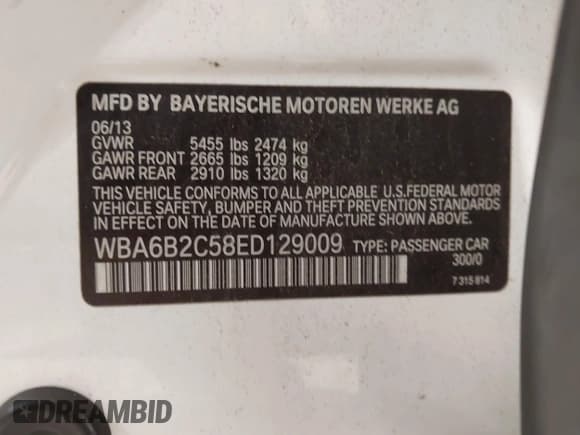 MFD BY BAYERISCHE MOTOREN WERKE AG
06/13
GVWR 5455 lbs 2474 kg
GAWR FRONT 2665 lbs 1209 kg
GAWR REAR 2910 lbs 1320 kg
THIS VEHICLE CONFORMS TO ALL APPLICABLE U.S.FEDERAL MOTOR
VEHICLE SAFETY, BUMPER, AND THEFT PREVENTION STANDARDS
IN EFFECT ON THE DATE OF MANUFACTURE SHOWN ABOVE.
WBA6B2C58ED129009 TYPE: PASSENGER CAR
300/0
7 315 814
DREAMBID